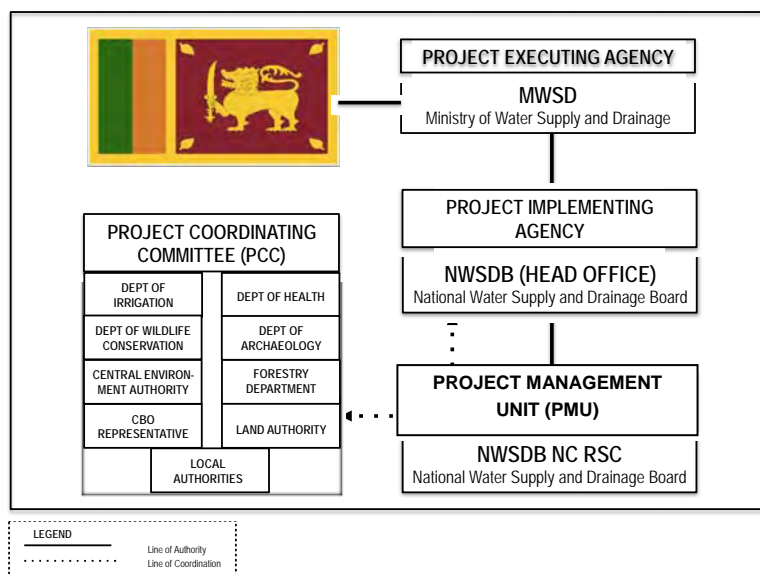 PROJECT EXECUTING AGENCY
MWSD
Ministry of Water Supply and Drainage
PROJECT IMPLEMENTING
AGENCY
NWSDB (HEAD OFFICE)
National Water Supply and Drainage Board
PROJECT MANAGEMENT
UNIT (PMU)
NWSDB NC RSC
National Water Supply and Drainage Board
PROJECT COORDINATING
COMMITTEE (PCC)
DEPT OF
IRRIGATION
DEPT OF HEALTH
DEPT OF WILDLIFE
CONSERVATION
DEPT OF
ARCHAEOLOGY
CENTRAL ENVIRON-
MENT AUTHORITY
FORESTRY
DEPARTMENT
CBO
REPRESENTATIVE
LAND AUTHORITY
LOCAL
AUTHORITIES
LEGEND
Line of Authority
Line of Coordination